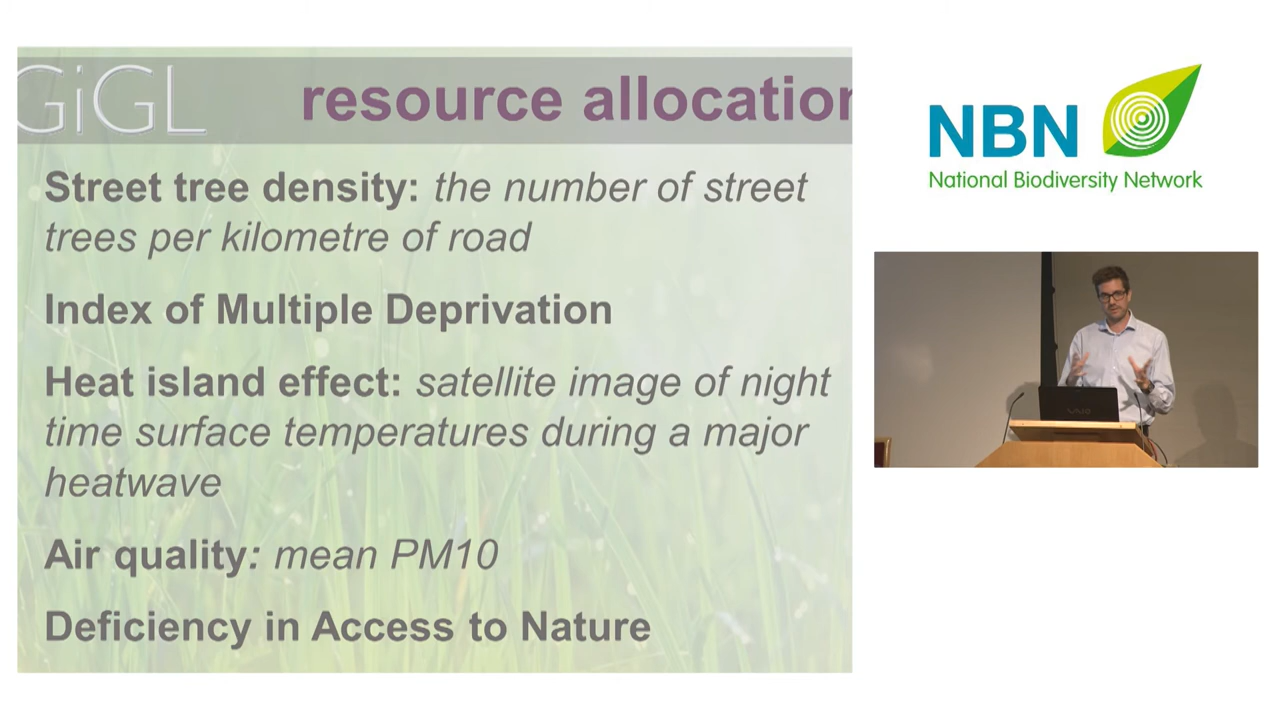 GiGL
resource allocation
Street tree density: the number of street
trees per kilometre of road
Index of Multiple Deprivation
Heat island effect: satellite image of night
time surface temperatures during a major
heatwave
Air quality: mean PM10
Deficiency in Access to Nature
NBN
National Biodiversity Network
VAIO